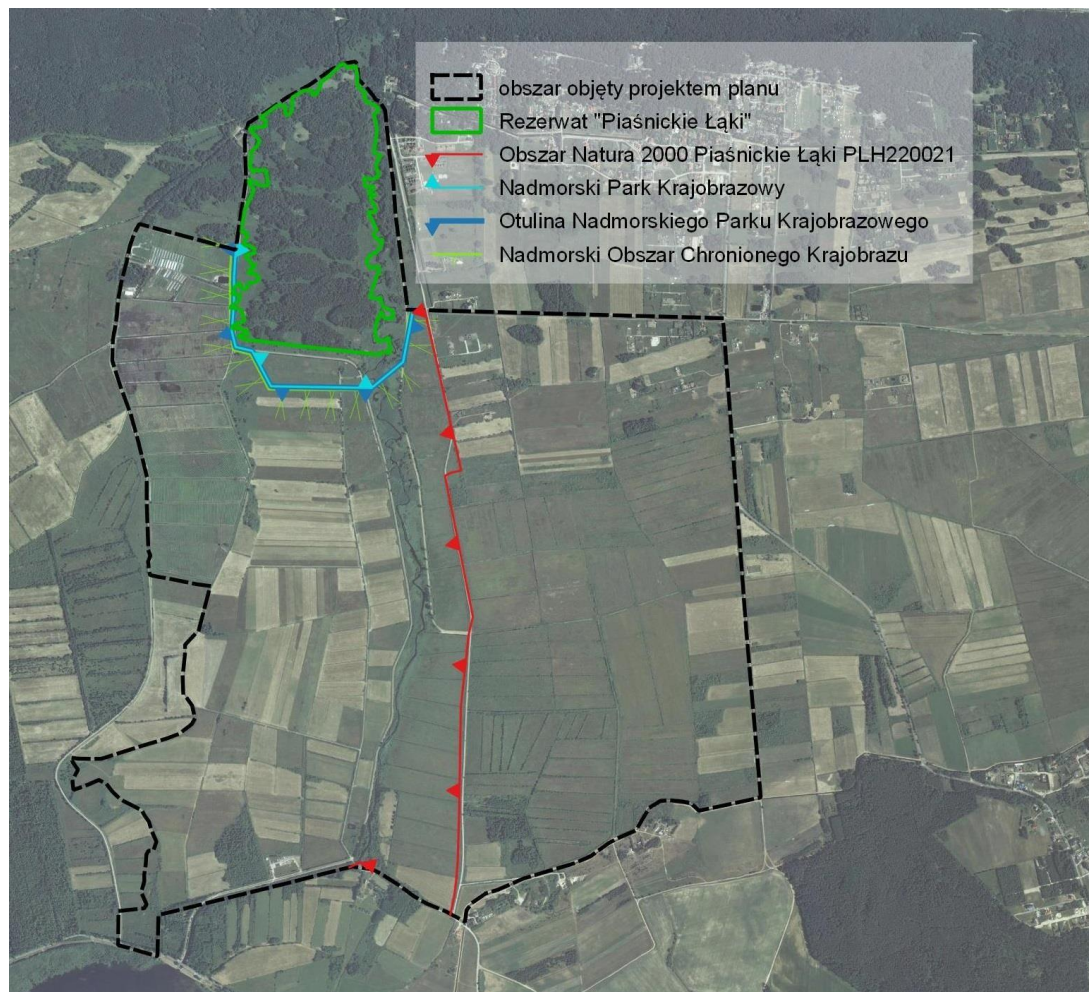 obszar objęty projektem planu
Rezerwat "Piaśnickie Łąki"
Obszar Natura 2000 Piaśnickie Łąki PLH220021
Nadmorski Park Krajobrazowy
Otulina Nadmorskiego Parku Krajobrazowego
Nadmorski Obszar Chronionego Krajobrazu